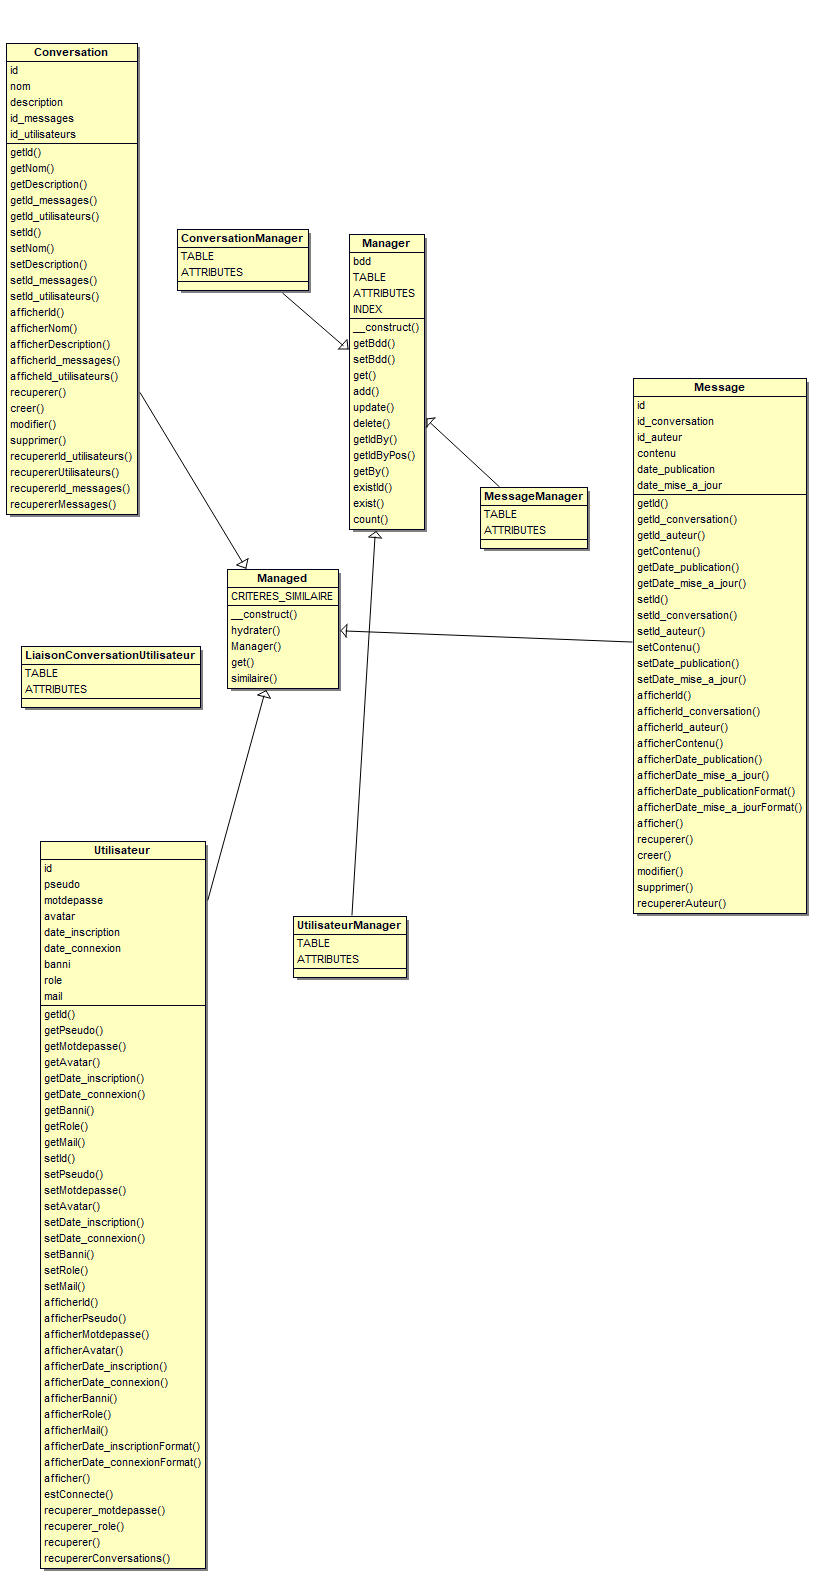 Conversation
id
nom
description
id_messages
id_utilisateurs
getId()
getNom()
getDescription()
getId_messages()
getId_utilisateurs()
setId()
setNom()
setDescription()
setId_messages()
setId_utilisateurs()
afficherId()
afficherNom()
afficherDescription()
afficherId_messages()
afficheId_utilisateurs()
recuperer()
creer()
modifier()
supprimer()
recupererId_utilisateurs()
recupererUtilisateurs()
recupererId_messages()
recupererMessages()
ConversationManager
TABLE
ATTRIBUTES
Manager
bdd
TABLE
ATTRIBUTES
INDEX
__construct()
getBdd()
setBdd()
get()
add()
update()
delete()
getIdBy()
getIdByPos()
getBy()
existId()
exist()
count()
Message
id
id_conversation
id_auteur
contenu
date_publication
date_mise_a_jour
getId()
getId_conversation()
getId_auteur()
getContenu()
getDate_publication()
getDate_mise_a_jour()
setId()
setId_conversation()
setId_auteur()
setContenu()
setDate_publication()
setDate_mise_a_jour()
afficherId()
afficherId_conversation()
afficherId_auteur()
afficherContenu()
afficherDate_publication()
afficherDate_mise_a_jour()
afficherDate_publicationFormat()
afficherDate_mise_a_jourFormat()
afficher()
recuperer()
creer()
modifier()
supprimer()
recupererAuteur()
MessageManager
TABLE
ATTRIBUTES
Managed
CRITERES_SIMILAIRE
__construct()
hydrater()
Manager()
get()
similaire()
LiaisonConversationUtilisateur
TABLE
ATTRIBUTES
Utilisateur
id
pseudo
motdepasse
avatar
date_inscription
date_connexion
banni
role
mail
getId()
getPseudo()
getMotdepasse()
getAvatar()
getDate_inscription()
getDate_connexion()
getBanni()
getRole()
getMail()
setId()
setPseudo()
setMotdepasse()
setAvatar()
setDate_inscription()
setDate_connexion()
setBanni()
setRole()
setMail()
afficherId()
afficherPseudo()
afficherMotdepasse()
afficherAvatar()
afficherDate_inscription()
afficherDate_connexion()
afficherBanni()
afficherRole()
afficherMail()
afficherDate_inscriptionFormat()
afficherDate_connexionFormat()
afficher()
estConnecte()
recuperer_motdepasse()
recuperer_role()
recuperer()
recupererConversations()
UtilisateurManager
TABLE
ATTRIBUTES